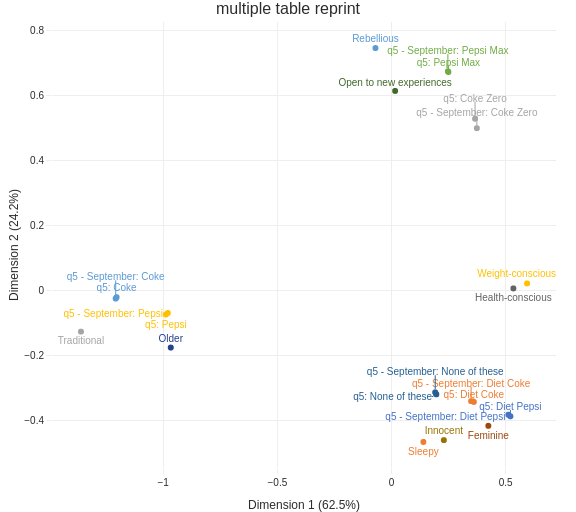 multiple table reprint
0.8
Rebellious
q5 - September: Pepsi Max
q5: Pepsi Max
Open to new experiences
0.6
q5: Coke Zero
q5 - September: Coke Zero
0.4
0.2
Dimension 2 (24.2%)
q5 - September: Coke
q5: Coke
Weight-conscious
0
Health-conscious
q5 - September: Pepsi
q5: Pepsi
Traditional
Older
−0.2
q5 - September: None of these
q5 - September: Diet Coke
q5: None of these
q5: Diet Coke
q5: Diet Pepsi
q5 - September: Diet Pepsi
−0.4
Innocent
Feminine
Sleepy
−1
−0.5
0
0.5
Dimension 1 (62.5%)